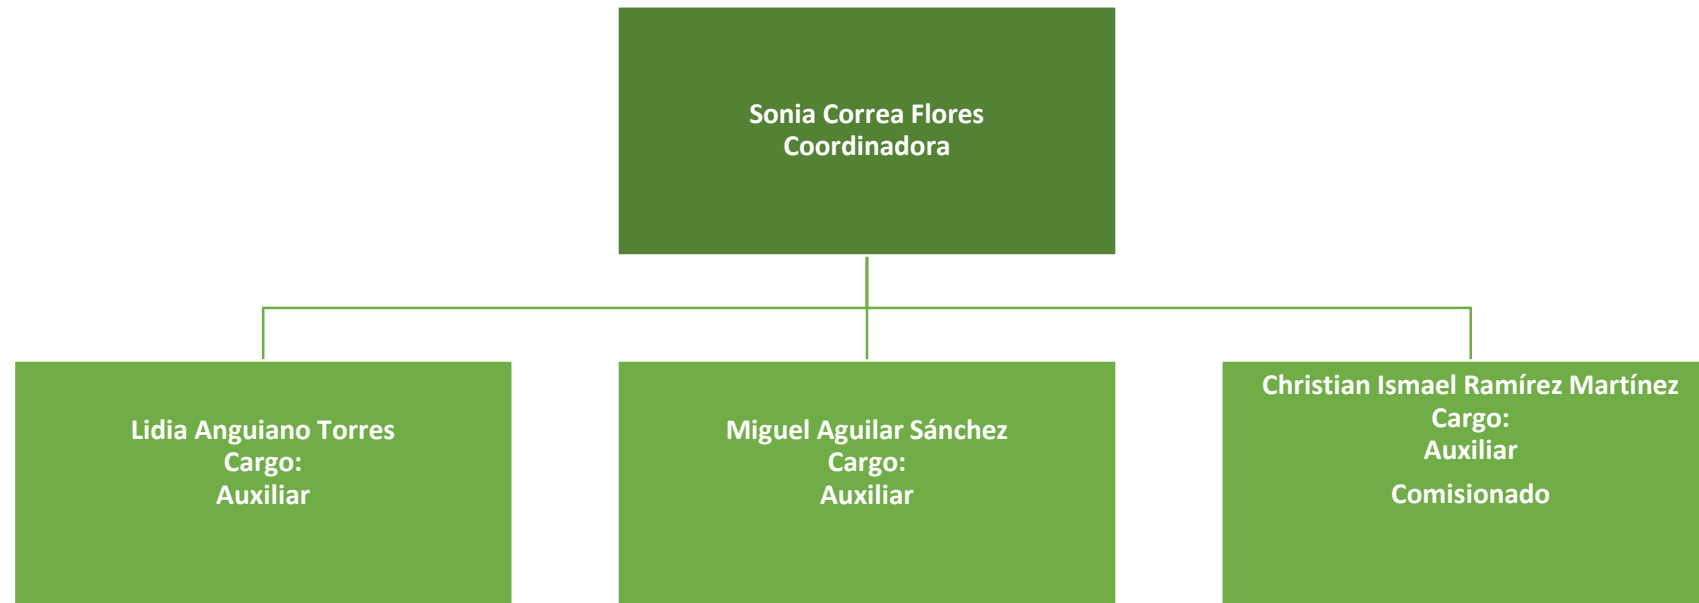 Sonia Correa Flores
Coordinadora
Lidia Anguiano Torres
Cargo:
Auxiliar
Miguel Aguilar Sánchez
Cargo:
Auxiliar
Christian Ismael Ramírez Martínez
Cargo:
Auxiliar
Comisionado